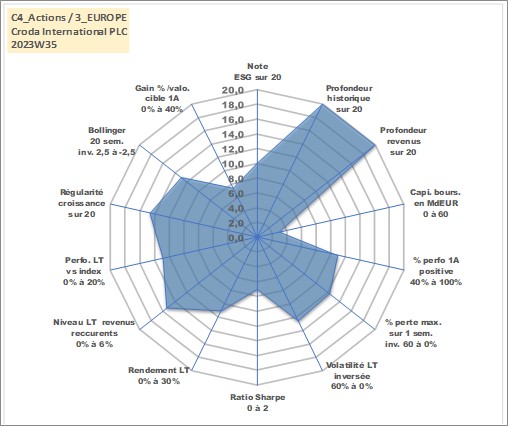 C4_Actions / 3_EUROPE
Croda International PLC
2023W35
Note
ESG sur 20
Profondeur
historique
sur 20
Profondeur
revenus
sur 20
Capi. bours.
en MdEUR
0 à 60
% perfo 1A
positive
40% à 100%
% perte max.
sur 1 sem.
inv. 60 à 0%
Volatilité LT
inversée
60% à 0%
Ratio Sharpe
0 à 2
Rendement LT
0% à 30%
Niveau LT revenus
reccurents
0% à 6%
Perfo. LT
vs index
0% à 20%
Régularité
croissance
sur 20
Bollinger
20 sem.
inv. 2,5 à -2,5
Gain % /valo.
cible 1A
0% à 40%
20,0
18,0
16,0
14,0
12,0
10,0
8,0
6,0
4,0
2,0
0,0